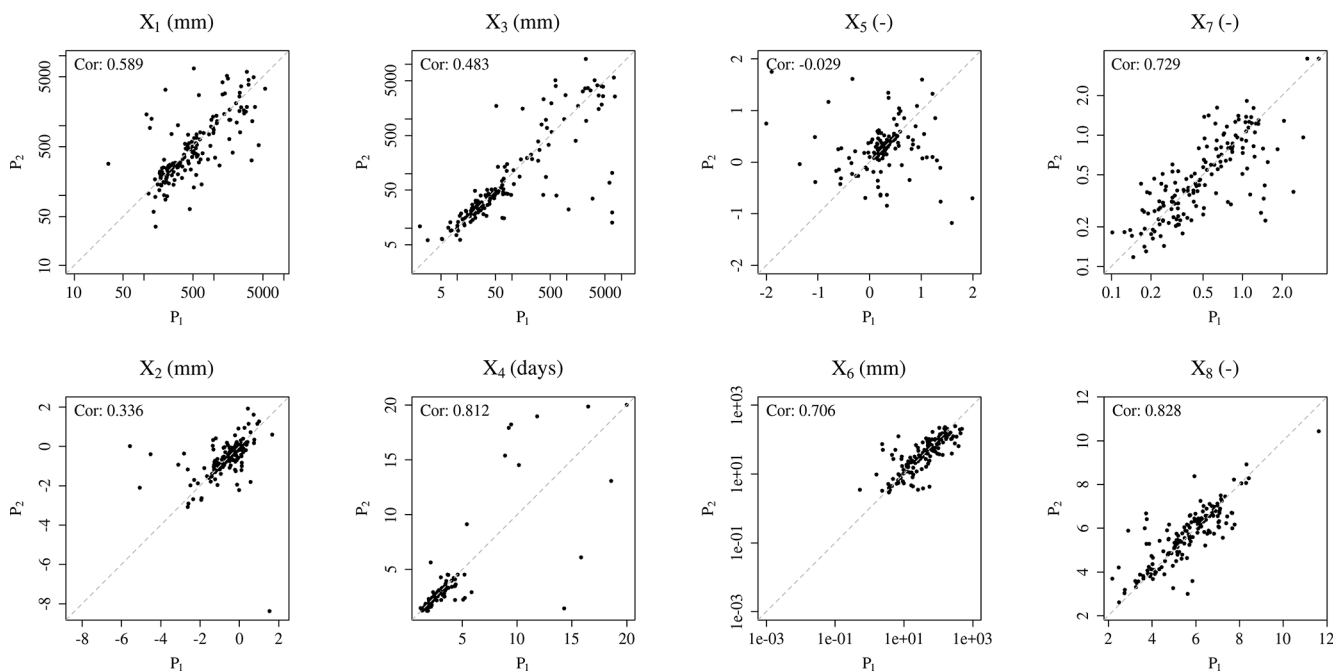 X₁ (mm)
Cor: 0.589
5000
500
50
10
P₂
10 50 500 5000
P₁
X₃ (mm)
Cor: 0.483
5000
500
50
5
P₂
5 50 500 5000
P₁
X₅ (-)
Cor: -0.029
2
1
0
-1
-2
P₂
-2 -1 0 1 2
P₁
X₇ (-)
Cor: 0.729
2.0
1.0
0.5
0.2
0.1
P₂
0.1 0.2 0.5 1.0 2.0
P₁
X₂ (mm)
Cor: 0.336
2
0
-2
-4
-6
-8
P₂
-8 -6 -4 -2 0 2
P₁
X₄ (days)
Cor: 0.812
20
15
10
5
P₂
5 10 15 20
P₁
X₆ (mm)
Cor: 0.706
1e+03
1e+01
1e-01
1e-03
P₂
1e-03 1e-01 1e+01 1e+03
P₁
X₈ (-)
Cor: 0.828
12
10
8
6
4
2
P₂
2 4 6 8 10 12
P₁